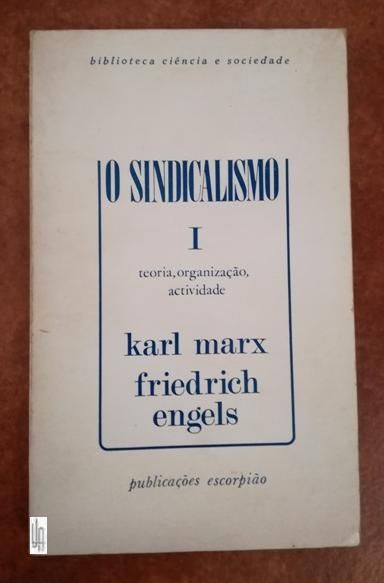 biblioteca ciência e sociedade
O SINDICALISMO
I
teoria, organização,
actividade
karl marx
friedrich
engels
publicações escorpião